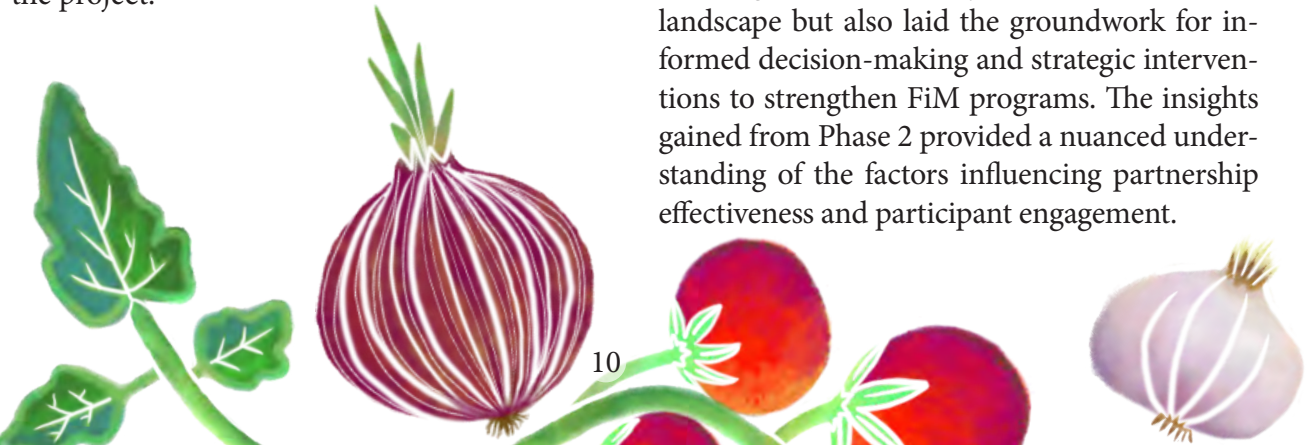 the project.
landscape but also laid the groundwork for in-
formed decision-making and strategic interven-
tions to strengthen FiM programs. The insights
gained from Phase 2 provided a nuanced under-
standing of the factors influencing partnership
effectiveness and participant engagement.
10